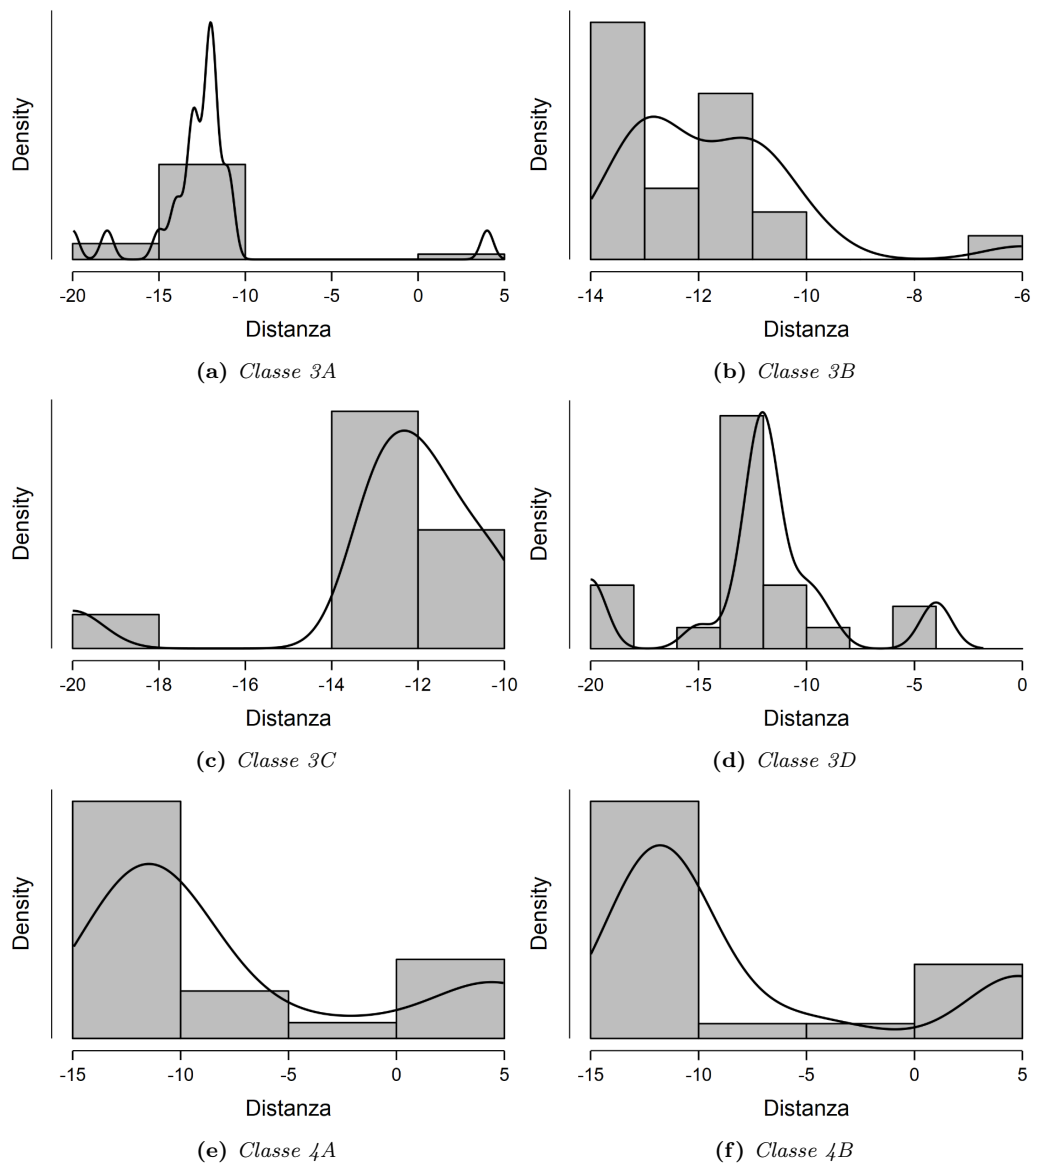 Density
-20 -15 -10 -5 0 5
Distanza
(a) Classe 3A
Density
-14 -12 -10 -8 -6
Distanza
(b) Classe 3B
Density
-20 -18 -16 -14 -12 -10
Distanza
(c) Classe 3C
Density
-20 -15 -10 -5 0
Distanza
(d) Classe 3D
Density
-15 -10 -5 0 5
Distanza
(e) Classe 4A
Density
-15 -10 -5 0 5
Distanza
(f) Classe 4B